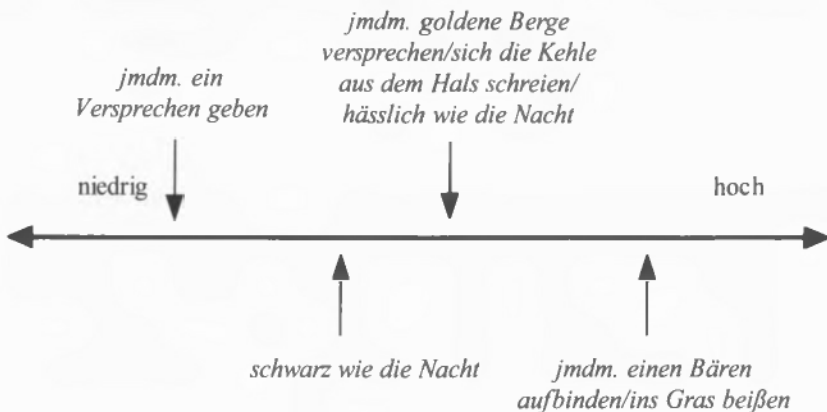 jmdm. goldene Berge
versprechen/sich die Kehle
aus dem Hals schreien/
hässlich wie die Nacht
jmdm. ein
Versprechen geben
niedrig
hoch
schwarz wie die Nacht
jmdm. einen Bären
aufbinden/ins Gras beißen